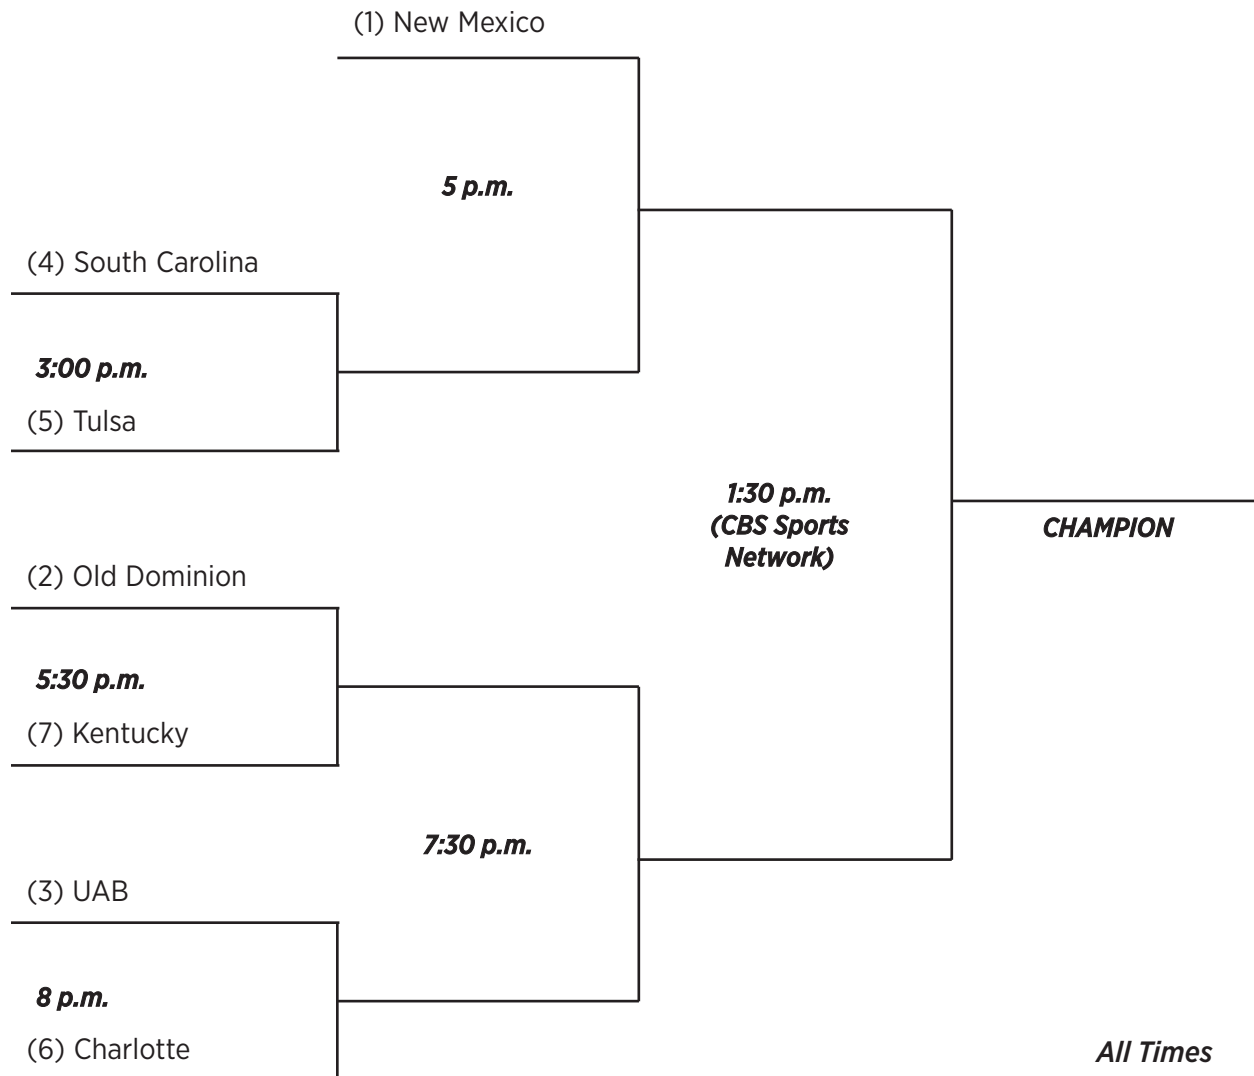 (1) New Mexico
5 p.m.
(4) South Carolina
3:00 p.m.
(5) Tulsa
1:30 p.m.
(CBS Sports
Network)
CHAMPION
(2) Old Dominion
5:30 p.m.
(7) Kentucky
7:30 p.m.
(3) UAB
8 p.m.
(6) Charlotte
All Times